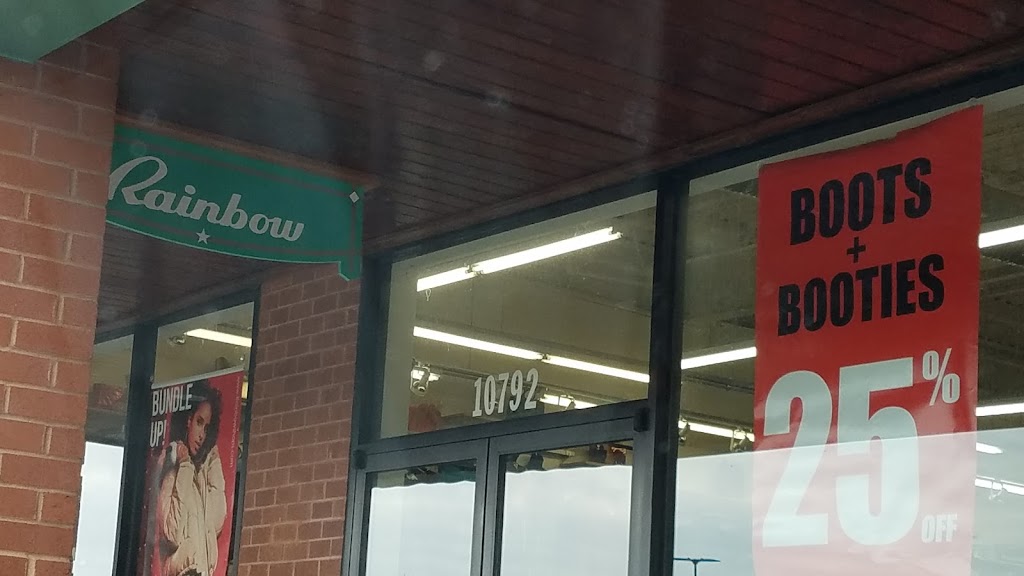 Rainbow
BUNDLE
UP!
10792
BOOTS
+
BOOTIES
25%
OFF